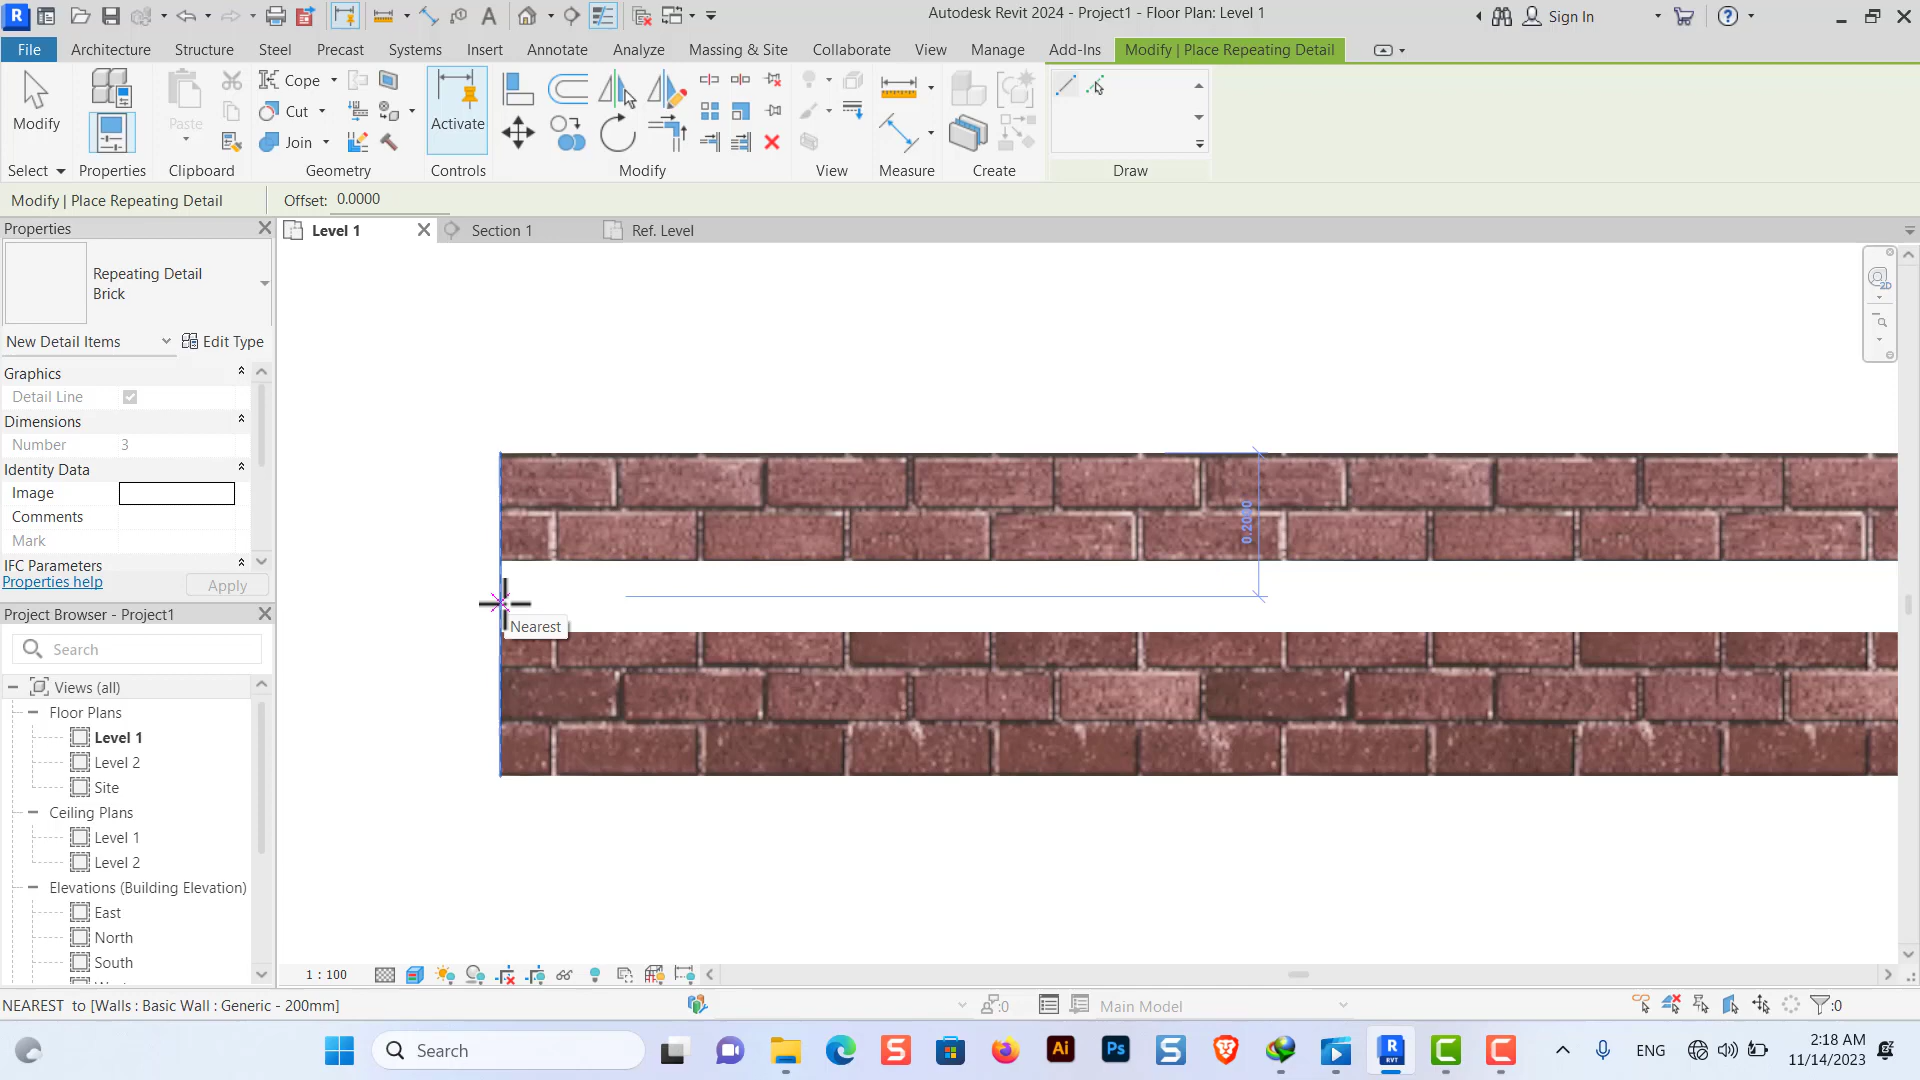 Autodesk Revit 2024 - Project1 - Floor Plan: Level 1
Sign In
File
Architecture
Structure
Steel
Precast
Systems
Insert
Annotate
Analyze
Massing & Site
Collaborate
View
Manage
Add-Ins
Modify | Place Repeating Detail
Modify
Paste
Cope
Cut
Join
Activate
Select
Properties
Clipboard
Geometry
Controls
Modify
View
Measure
Create
Draw
Modify | Place Repeating Detail
Offset: 0.0000
Properties
Level 1
Section 1
Ref. Level
Repeating Detail
Brick
New Detail Items
Edit Type
Graphics
Detail Line
Dimensions
Number 3
Identity Data
Image
Comments
Mark
IFC Parameters
Properties help
Apply
0.2000
Nearest
Project Browser - Project1
Search
Views (all)
Floor Plans
Level 1
Level 2
Site
Ceiling Plans
Level 1
Level 2
Elevations (Building Elevation)
East
North
South
1 : 100
NEAREST to [Walls : Basic Wall : Generic - 200mm]
:0
Main Model
:0
Search
ENG
2:18 AM
11/14/2023